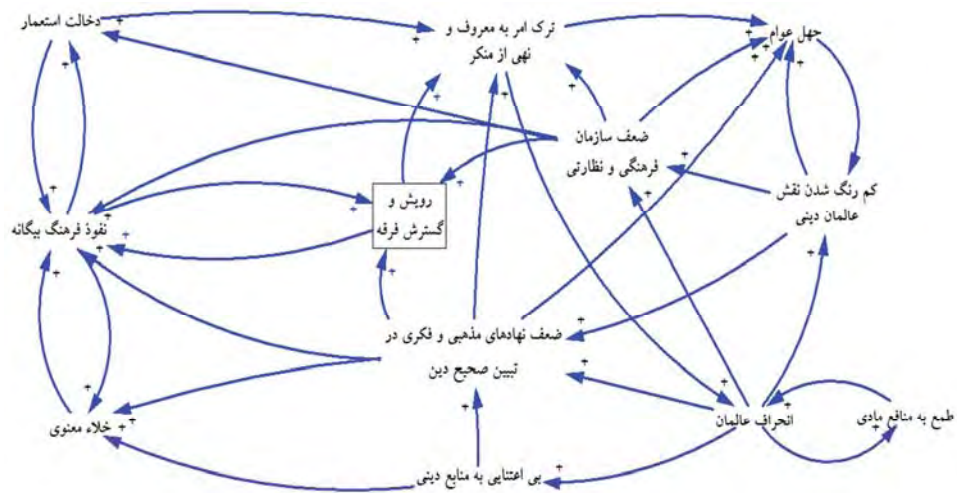 دخالت استعمار
ترک امر به معروف و
نهی از منکر
جهل عوام
ضعف سازمان
فرهنگی و نظارتی
کم رنگ شدن نقش
عالمان دینی
رویش و
گسترش فرقه
نفوذ فرهنگ بیگانه
ضعف نهادهای مذهبی و فکری در
تبیین صحیح دین
خلاء معنوی
انحراف عالمان
طمع به منافع مادی
بی اعتنایی به منابع دینی